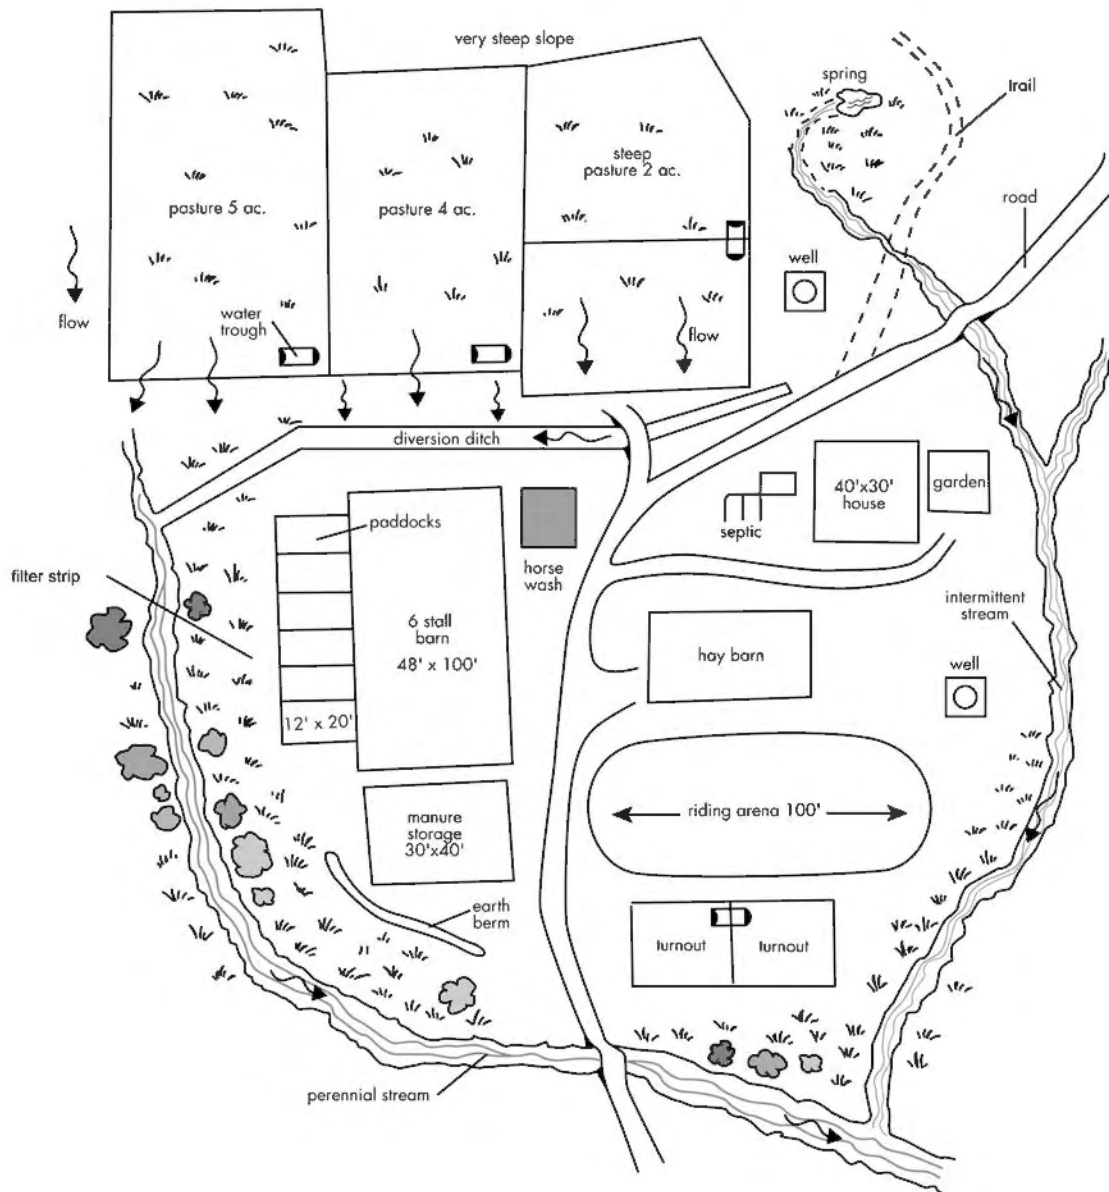 very steep slope
spring
trail
steep
pasture 2 ac.
pasture 5 ac.
pasture 4 ac.
road
well
flow
water
trough
flow
diversion ditch
paddocks
40'x30'
house
garden
septic
horse
wash
filter strip
6 stall
barn
48' x 100'
intermittent
stream
hay barn
well
12' x 20'
manure
storage
30'x40'
riding arena 100'
earth
berm
turnout
turnout
perennial stream